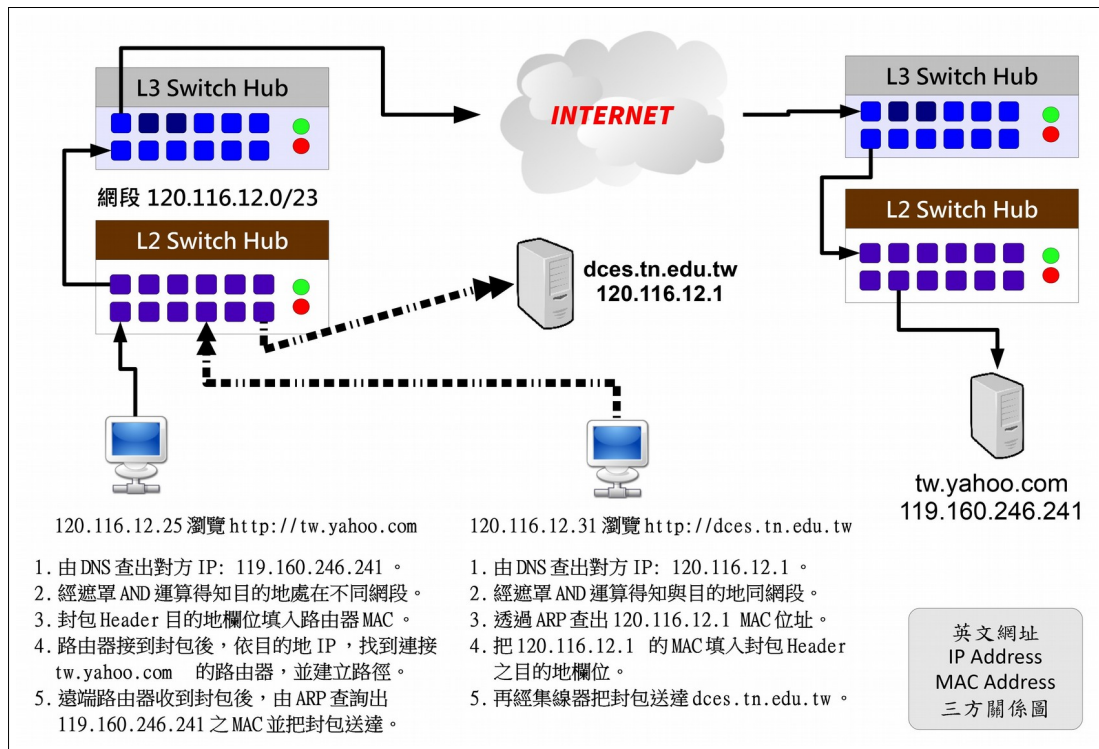 L3 Switch Hub
INTERNET
L3 Switch Hub
網段 120.116.12.0/23
L2 Switch Hub
L2 Switch Hub
dces.tn.edu.tw
120.116.12.1
tw.yahoo.com
119.160.246.241
120.116.12.25 瀏覽 http://tw.yahoo.com
1. 由 DNS 查出對方 IP: 119.160.246.241 。
2. 經遮罩 AND 運算得知目的地處在不同網段。
3. 封包 Header 目的地欄位填入路由器 MAC 。
4. 路由器接到封包後,依目的地 IP ,找到連接
tw.yahoo.com 的路由器,並建立路徑。
5. 遠端路由器收到封包後,由 ARP 查詢出
119.160.246.241 之 MAC 並把封包送達。
120.116.12.31 瀏覽 http://dces.tn.edu.tw
1. 由 DNS 查出對方 IP: 120.116.12.1 。
2. 經遮罩 AND 運算得知與目的地同網段。
3. 透過 ARP 查出 120.116.12.1 MAC 位址。
4. 把 120.116.12.1 的 MAC 填入封包 Header
之目的地欄位。
5. 再經集線器把封包送達 dces.tn.edu.tw 。
英文網址
IP Address
MAC Address
三方關係圖